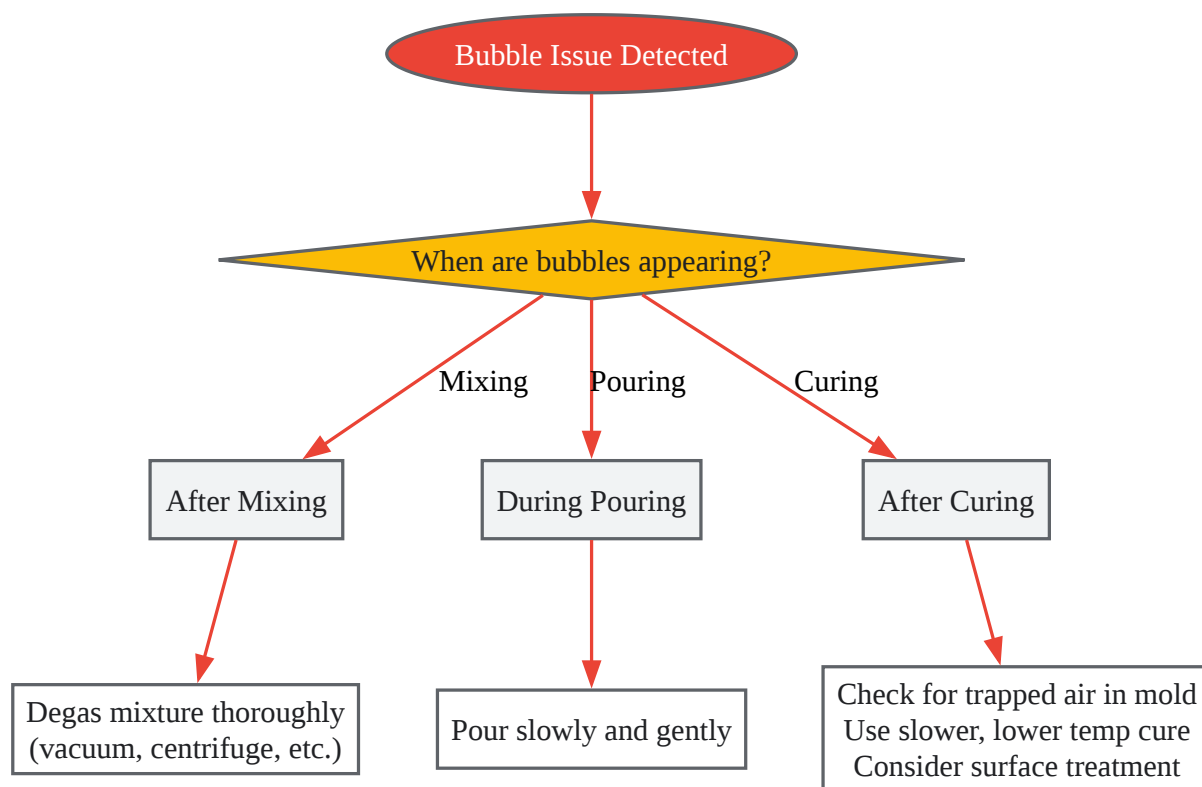 Bubble Issue Detected
When are bubbles appearing?
Mixing
Pouring
Curing
After Mixing
During Pouring
After Curing
Degas mixture thoroughly
(vacuum, centrifuge, etc.)
Pour slowly and gently
Check for trapped air in mold
Use slower, lower temp cure
Consider surface treatment